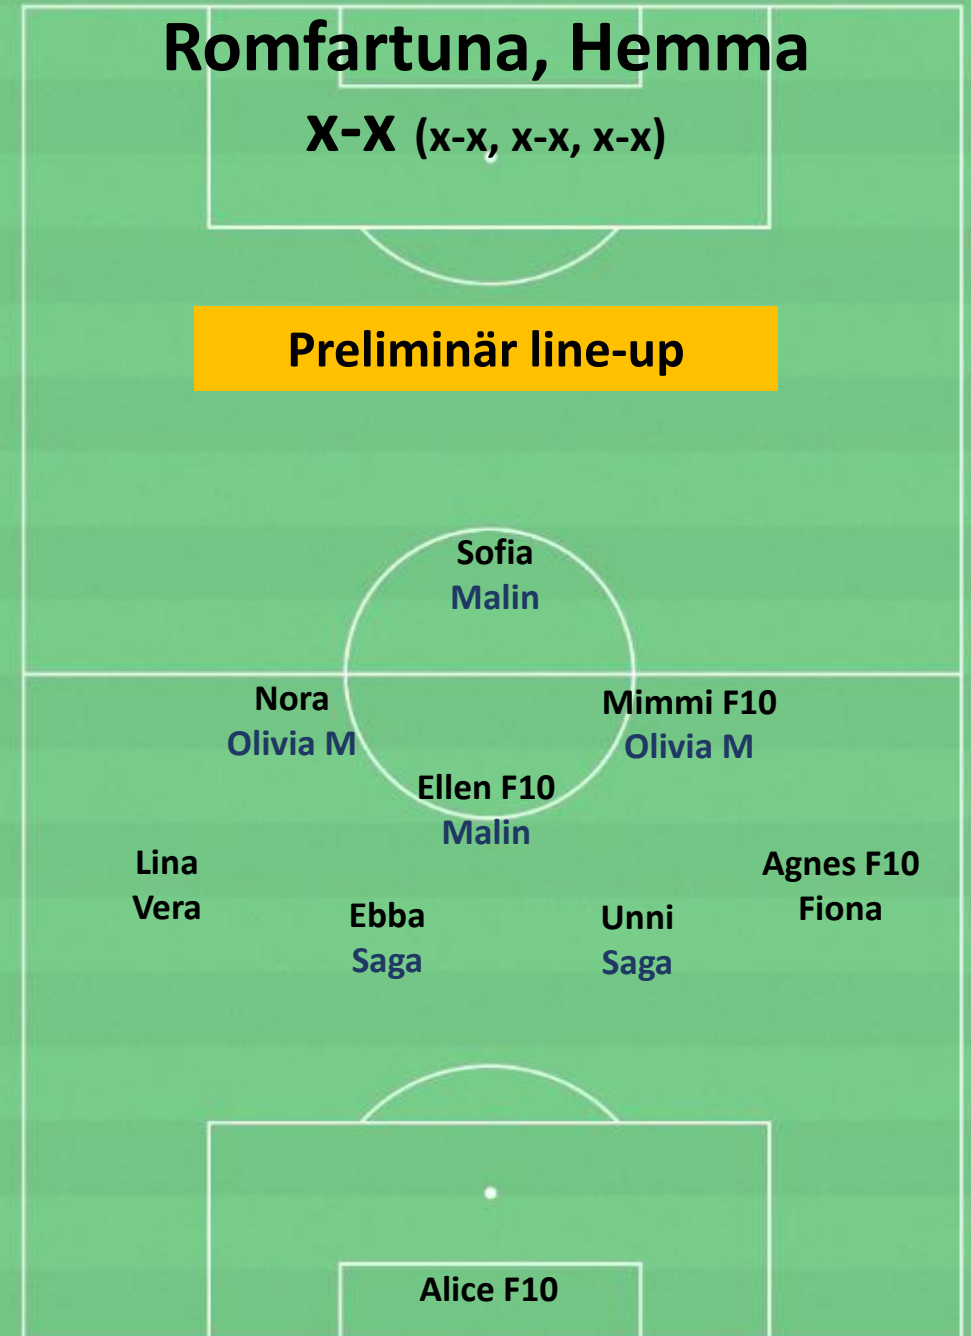 Romfartuna, Hemma
x-x (x-x, x-x, x-x)
Preliminär line-up
Sofia
Malin
Nora
Olivia M
Mimmi F10
Olivia M
Ellen F10
Malin
Lina
Vera
Agnes F10
Fiona
Ebba
Saga
Unni
Saga
Alice F10